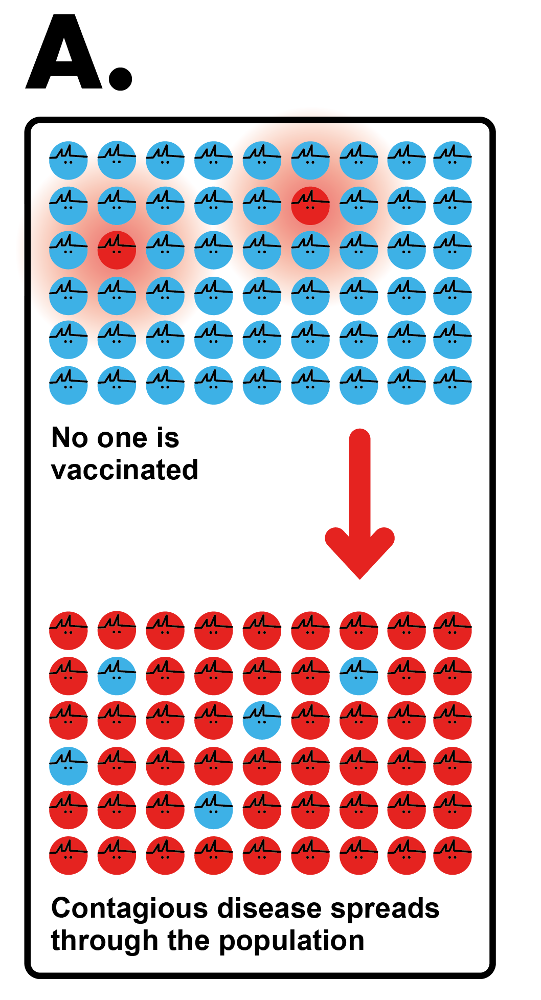 A.
No one is
vaccinated
Contagious disease spreads
through the population